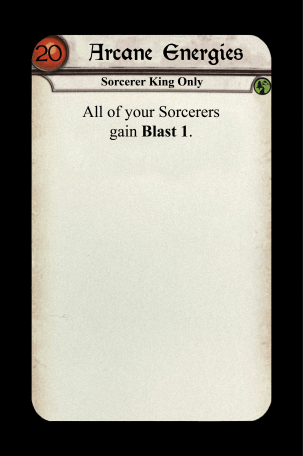 20 Arcane Energies
Sorcerer King Only
All of your Sorcerers
gain Blast 1.